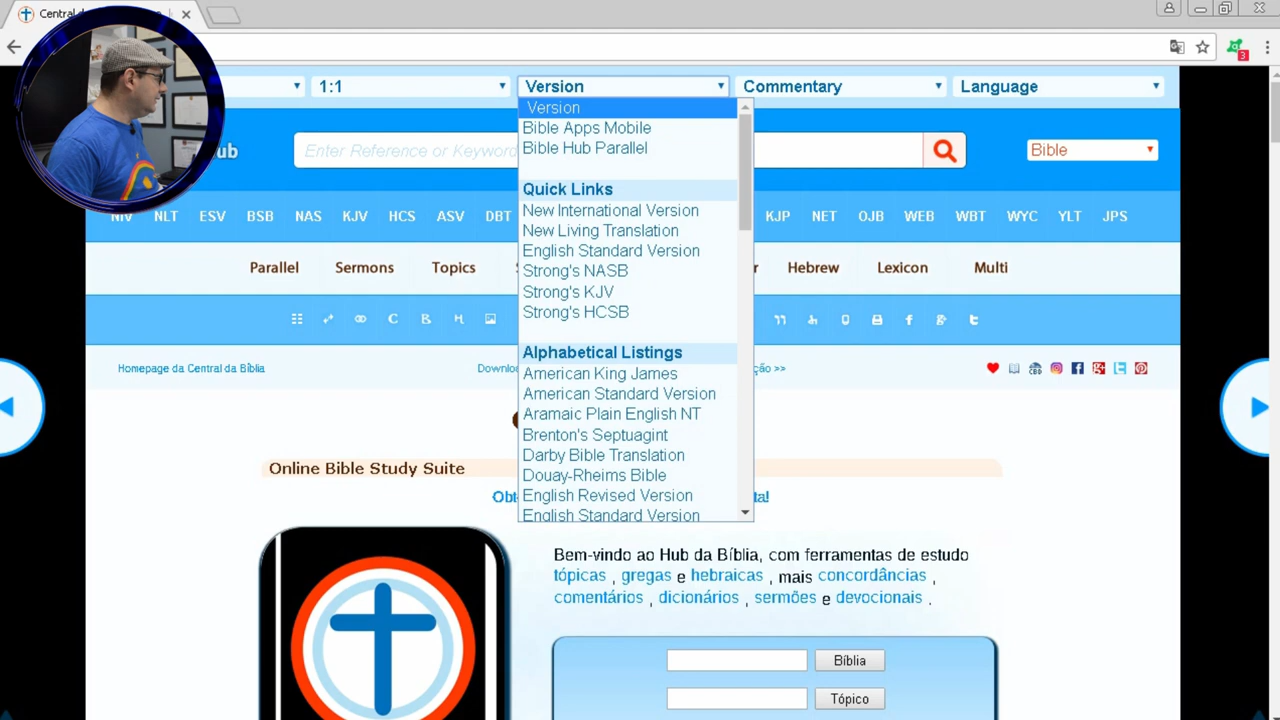 Central d
1:1
Version
Commentary
Language
Version
Bible Apps Mobile
Bible Hub Parallel
ub
Enter Reference or Keyword
Bible
Quick Links
New International Version
New Living Translation
English Standard Version
Strong's NASB
Strong's KJV
Strong's HCSB
Alphabetical Listings
American King James
American Standard Version
Aramaic Plain English NT
Brenton's Septuagint
Darby Bible Translation
Douay-Rheims Bible
English Revised Version
English Standard Version
NIV NLT ESV BSB NAS KJV HCS ASV DBT KJP NET OJB WEB WBT WYC YLT JPS
Parallel Sermons Topics S r Hebrew Lexicon Multi
Homepage da Central da Bíblia
Downloa ção >>
Online Bible Study Suite
Obt ta!
Bem-vindo ao Hub da Bíblia, com ferramentas de estudo
tópicas , gregas e hebraicas , mais concordâncias ,
comentários , dicionários , sermões e devocionais .
Bíblia
Tópico
3